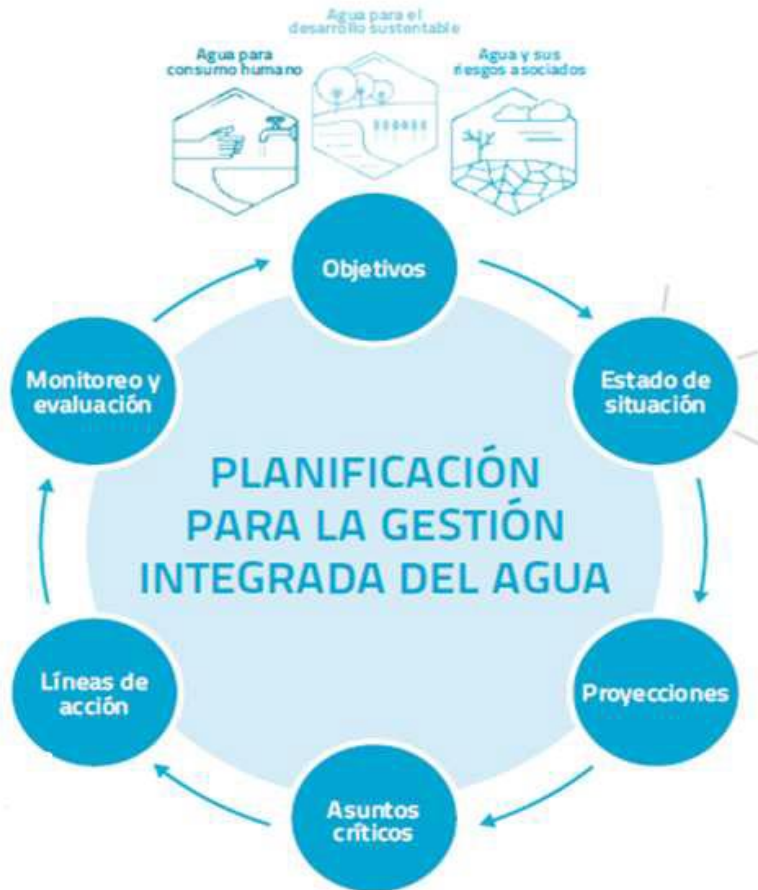 Agua para el
desarrollo sustentable
Agua para
consumo humano
Agua y sus
riesgos asociados
Objetivos
Estado de
situación
Proyecciones
Asuntos
críticos
Líneas de
acción
Monitoreo y
evaluación
PLANIFICACIÓN
PARA LA GESTIÓN
INTEGRADA DEL AGUA